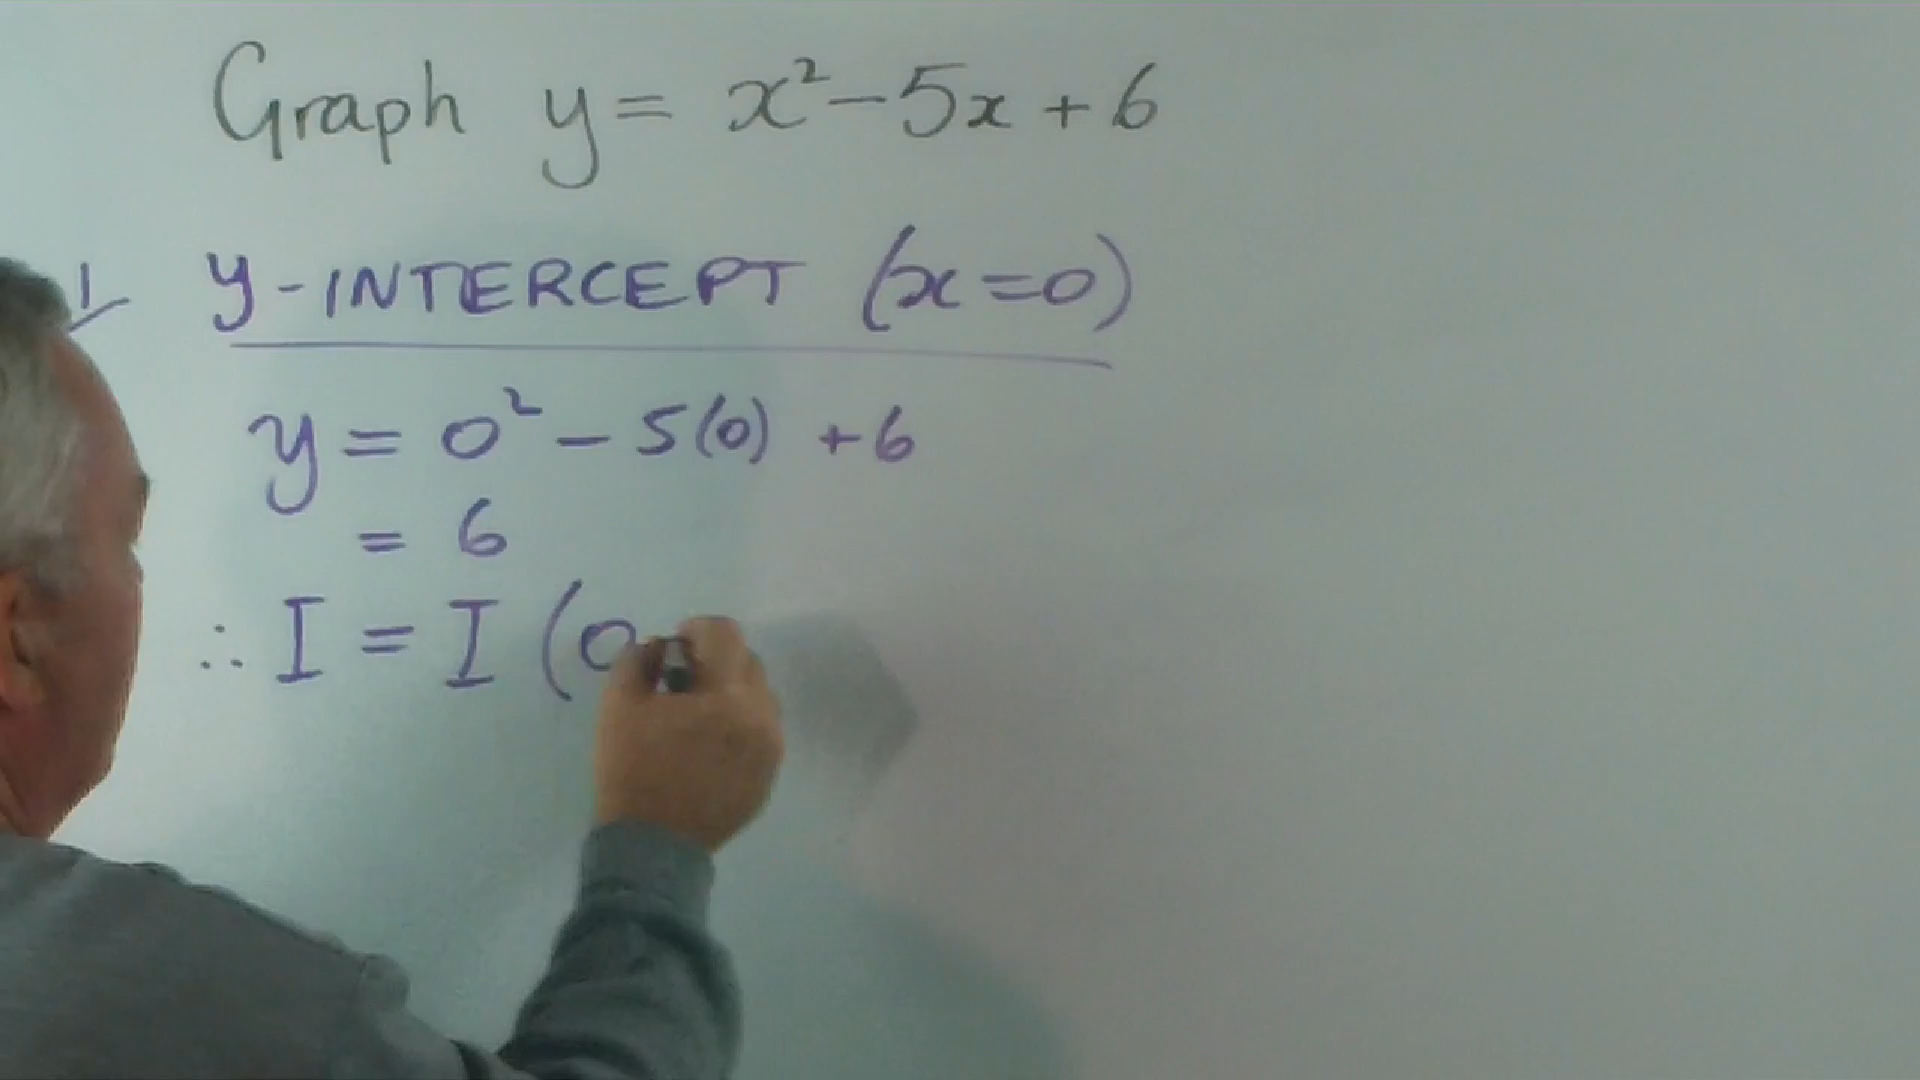 Graph y = x² - 5x + 6
1 y-INTERCEPT (x=0)
y = 0² - 5(0) + 6
= 6
∴ I = I (0